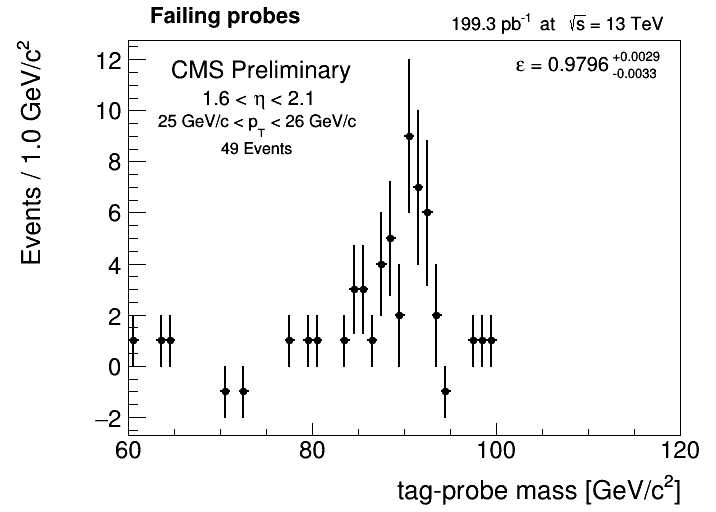 Failing probes
199.3 pb⁻¹ at √s = 13 TeV
CMS Preliminary
ε = 0.9796 +0.0029 -0.0033
1.6 < η < 2.1
25 GeV/c < p_T < 26 GeV/c
49 Events
Events / 1.0 GeV/c²
12
10
8
6
4
2
0
−2
60 80 100 120
tag-probe mass [GeV/c²]